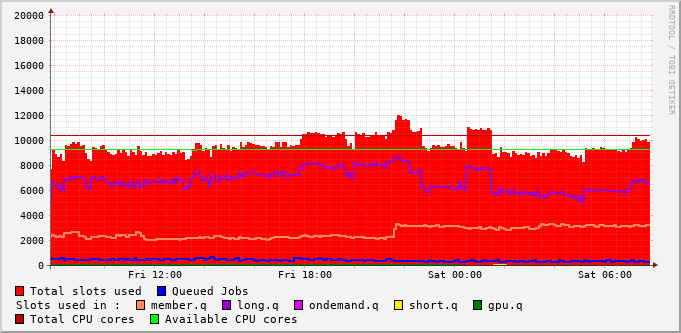 20000
18000
16000
14000
12000
10000
8000
6000
4000
2000
0
Fri 12:00 Fri 18:00 Sat 00:00 Sat 06:00
RRDTOOL / TOBI OETIKER
Total slots used Queued Jobs
Slots used in : member.q long.q ondemand.q short.q gpu.q
Total CPU cores Available CPU cores